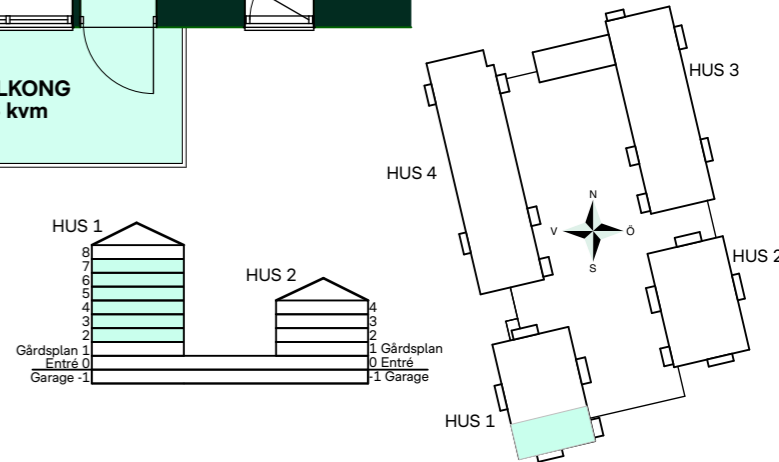 LKONG
kvm
HUS 3
HUS 4
N
V
Ö
S
HUS 2
HUS 1
HUS 1
8
7
6
5
4
3
2
Gårdsplan 1
Entré 0
Garage -1
HUS 2
4
3
2
1 Gårdsplan
0 Entré
-1 Garage